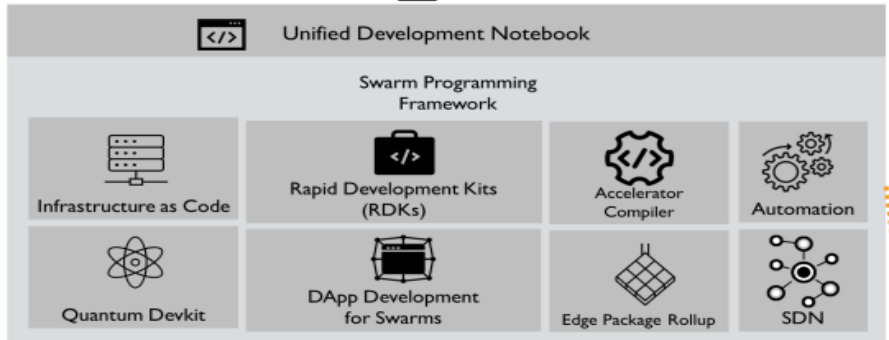 </> Unified Development Notebook
Swarm Programming
Framework
</>
Infrastructure as Code
Rapid Development Kits
(RDKs)
</>
Accelerator
Compiler
Automation
Quantum Devkit
DApp Development
for Swarms
Edge Package Rollup
SDN